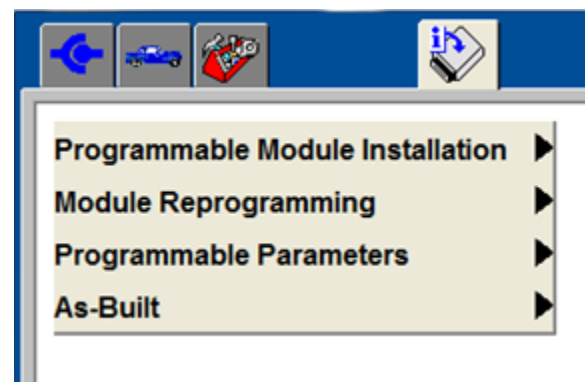 Programmable Module Installation
Module Reprogramming
Programmable Parameters
As-Built